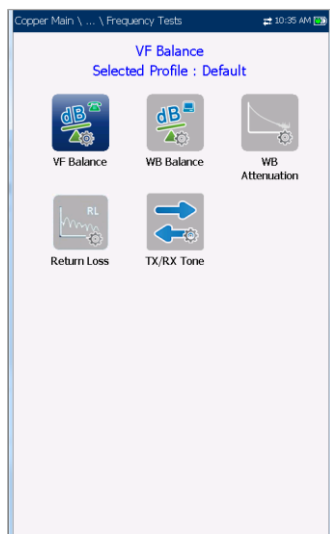 Copper Main \ ... \ Frequency Tests 10:35 AM
VF Balance
Selected Profile : Default
dB dB
VF Balance WB Balance WB
Attenuation
RL
Return Loss TX/RX Tone